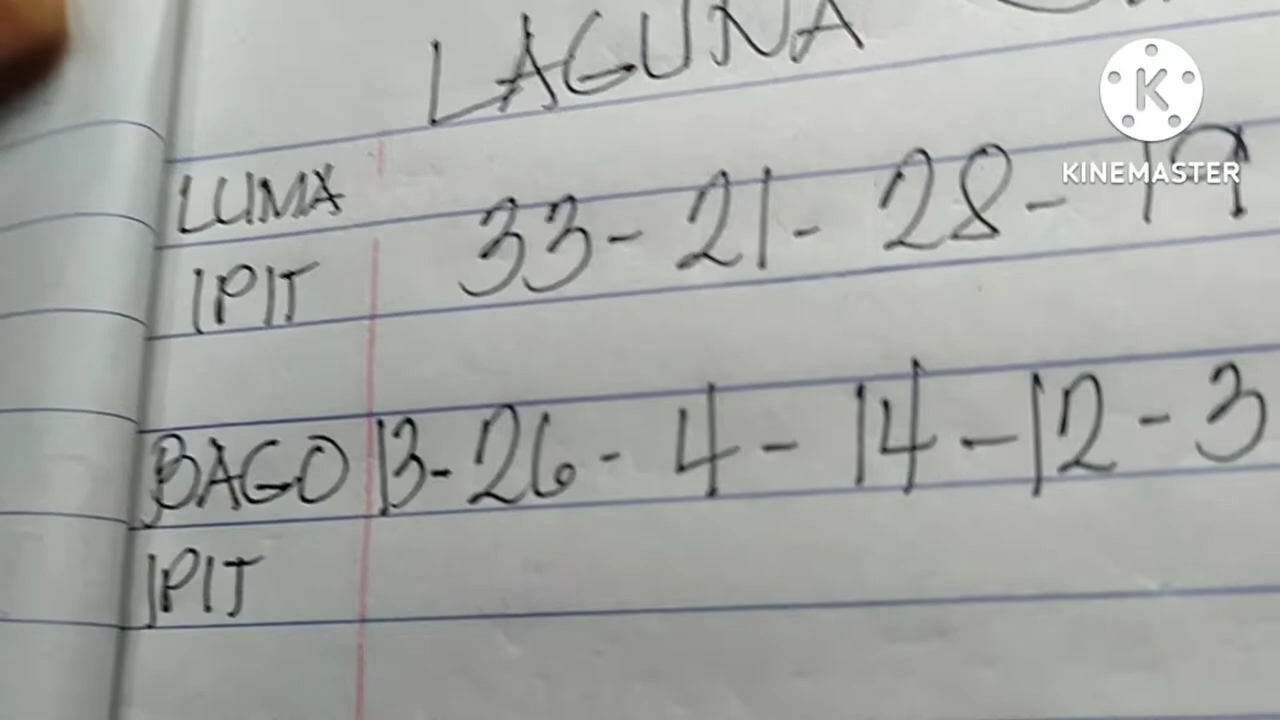 LAGUNA
KINEMASTER
LUMA 33- 21- 28- 19
IPIT
BAGO 13- 26- 4- 14-12-3
IPIT